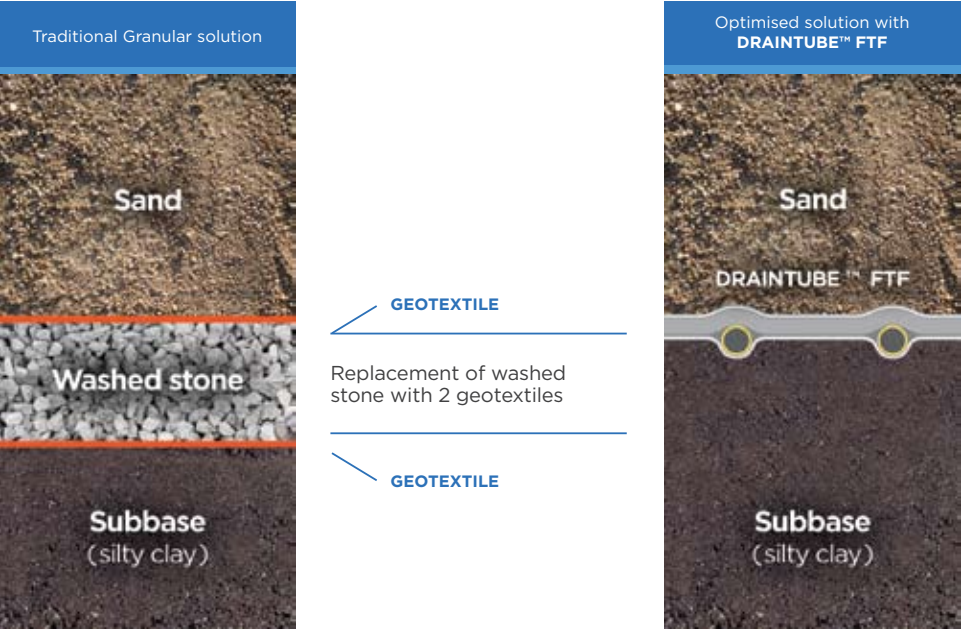 Traditional Granular solution
Sand
Washed stone
Subbase
(silty clay)
GEOTEXTILE
Replacement of washed
stone with 2 geotextiles
GEOTEXTILE
Optimised solution with
DRAINTUBE™ FTF
Sand
DRAINTUBE™ FTF
Subbase
(silty clay)